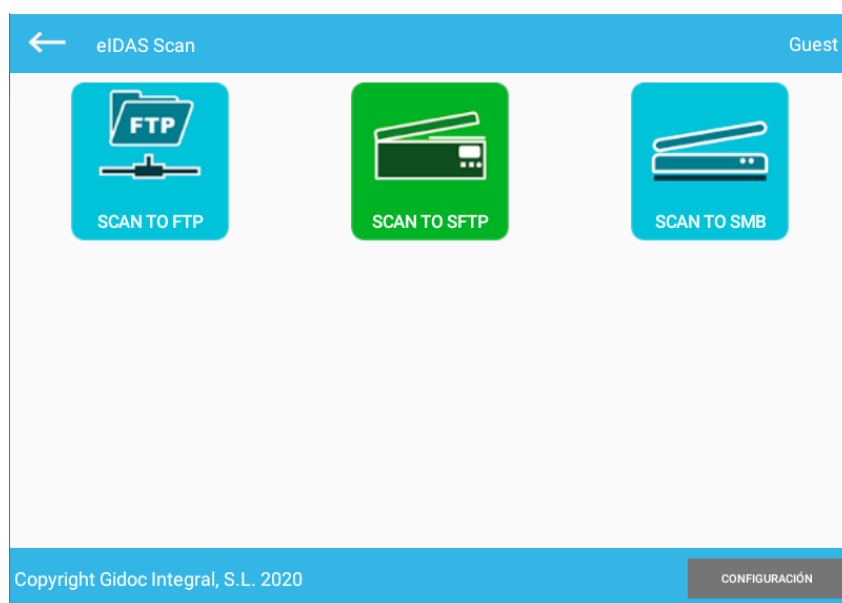 eIDAS Scan
Guest
FTP
SCAN TO FTP
SCAN TO SFTP
SCAN TO SMB
Copyright Gidoc Integral, S.L. 2020
CONFIGURACIÓN